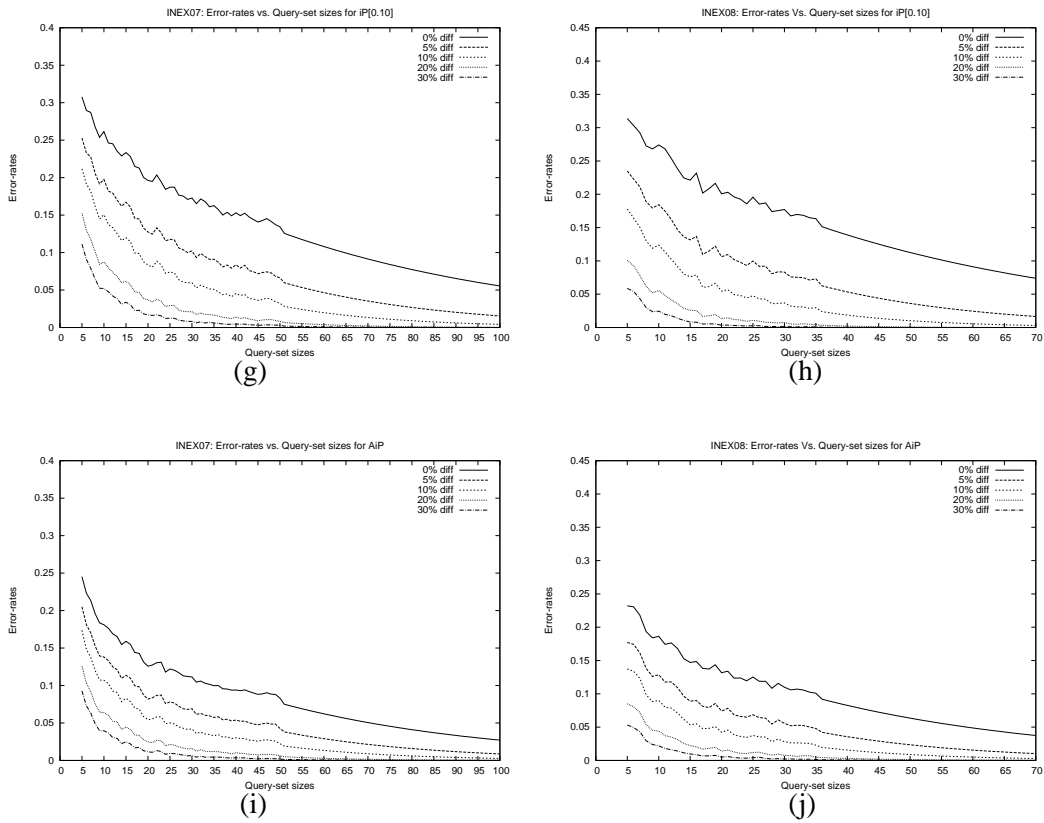 INEX07: Error-rates vs. Query-set sizes for iP[0.10]
0% diff
5% diff
10% diff
20% diff
30% diff
0.4
0.35
0.3
0.25
0.2
0.15
0.1
0.05
0
Error-rates
0 5 10 15 20 25 30 35 40 45 50 55 60 65 70 75 80 85 90 95 100
Query-set sizes
(g)
INEX08: Error-rates Vs. Query-set sizes for iP[0.10]
0% diff
5% diff
10% diff
20% diff
30% diff
0.45
0.4
0.35
0.3
0.25
0.2
0.15
0.1
0.05
0
Error-rates
0 5 10 15 20 25 30 35 40 45 50 55 60 65 70
Query-set sizes
(h)
INEX07: Error-rates vs. Query-set sizes for AiP
0% diff
5% diff
10% diff
20% diff
30% diff
0.4
0.35
0.3
0.25
0.2
0.15
0.1
0.05
0
Error-rates
0 5 10 15 20 25 30 35 40 45 50 55 60 65 70 75 80 85 90 95 100
Query-set sizes
(i)
INEX08: Error-rates Vs. Query-set sizes for AiP
0% diff
5% diff
10% diff
20% diff
30% diff
0.45
0.4
0.35
0.3
0.25
0.2
0.15
0.1
0.05
0
Error-rates
0 5 10 15 20 25 30 35 40 45 50 55 60 65 70
Query-set sizes
(j)